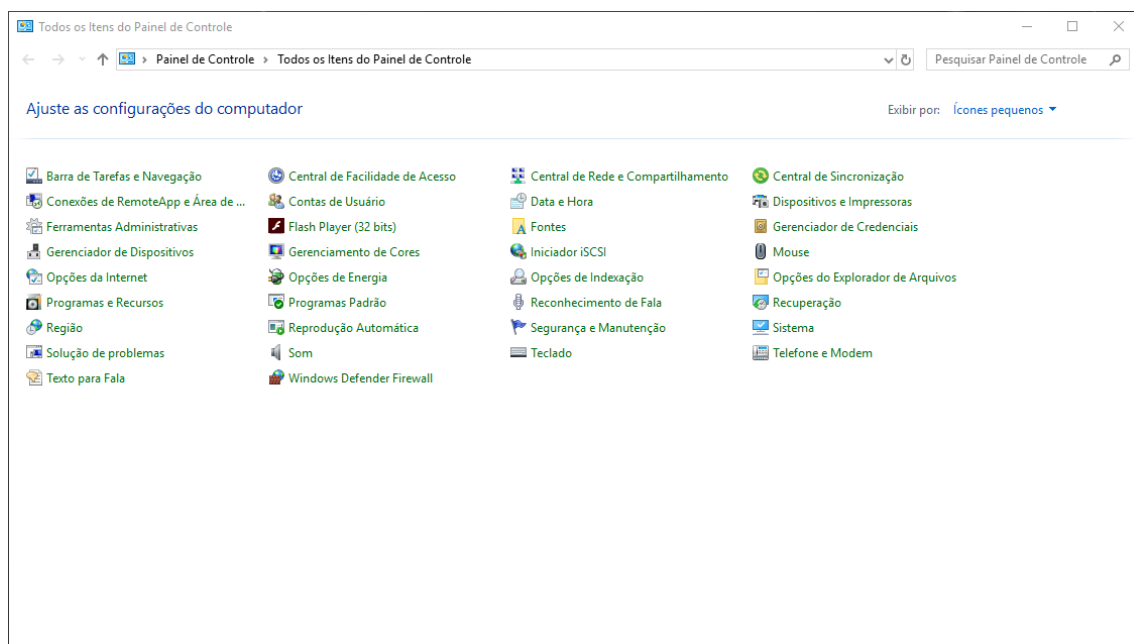 Todos os Itens do Painel de Controle
Painel de Controle > Todos os Itens do Painel de Controle
Pesquisar Painel de Controle
Ajuste as configurações do computador
Exibir por: Ícones pequenos
Barra de Tarefas e Navegação
Central de Facilidade de Acesso
Central de Rede e Compartilhamento
Central de Sincronização
Conexões de RemoteApp e Área de ...
Contas de Usuário
Data e Hora
Dispositivos e Impressoras
Ferramentas Administrativas
Flash Player (32 bits)
Fontes
Gerenciador de Credenciais
Gerenciador de Dispositivos
Gerenciamento de Cores
Iniciador iSCSI
Mouse
Opções da Internet
Opções de Energia
Opções de Indexação
Opções do Explorador de Arquivos
Programas e Recursos
Programas Padrão
Reconhecimento de Fala
Recuperação
Região
Reprodução Automática
Segurança e Manutenção
Sistema
Solução de problemas
Som
Teclado
Telefone e Modem
Texto para Fala
Windows Defender Firewall